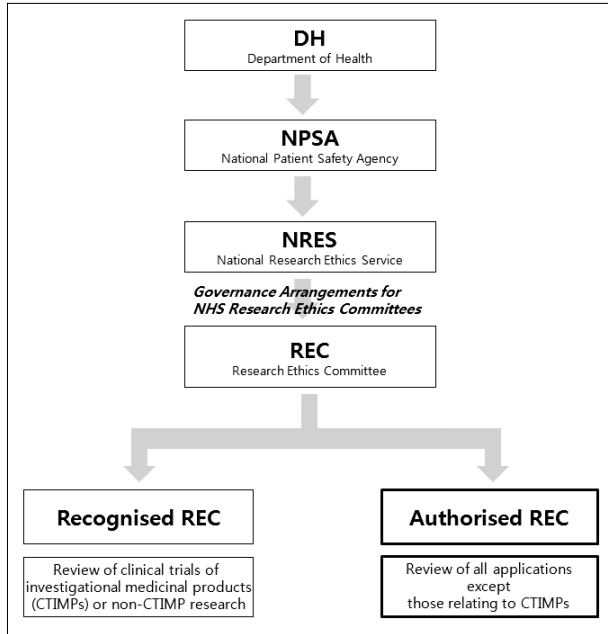 DH
Department of Health
NPSA
National Patient Safety Agency
NRES
National Research Ethics Service
Governance Arrangements for
NHS Research Ethics Committees
REC
Research Ethics Committee
Recognised REC
Review of clinical trials of
investigational medicinal products
(CTIMPs) or non-CTIMP research
Authorised REC
Review of all applications
except
those relating to CTIMPs